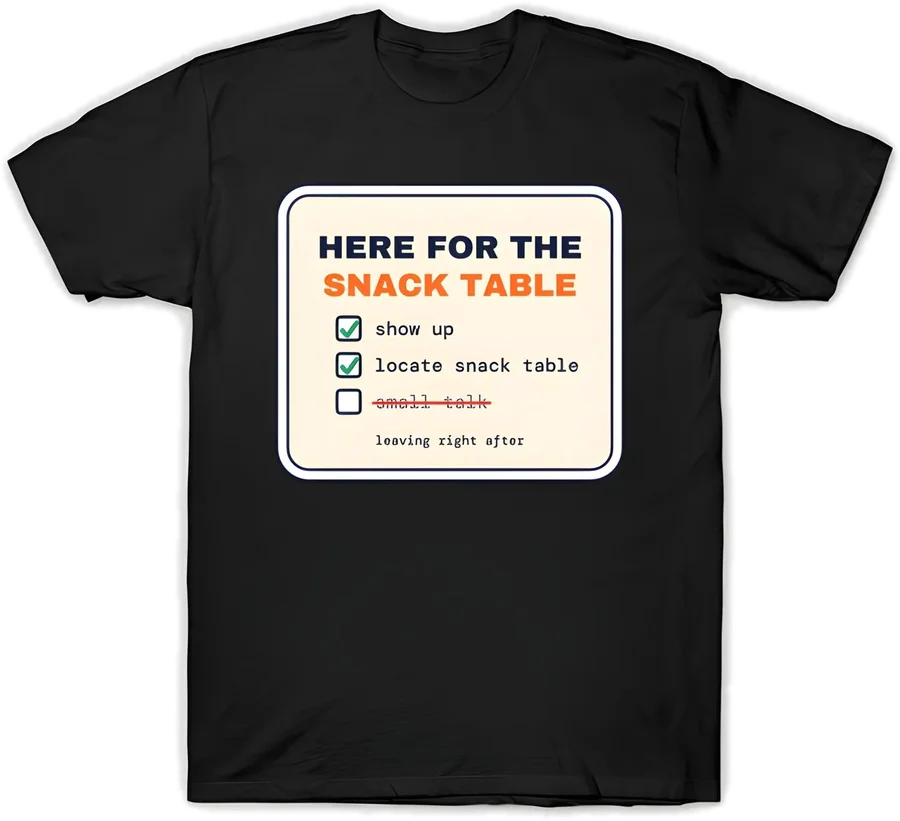 HERE FOR THE
SNACK TABLE
show up
locate snack table
small talk
leaving right after